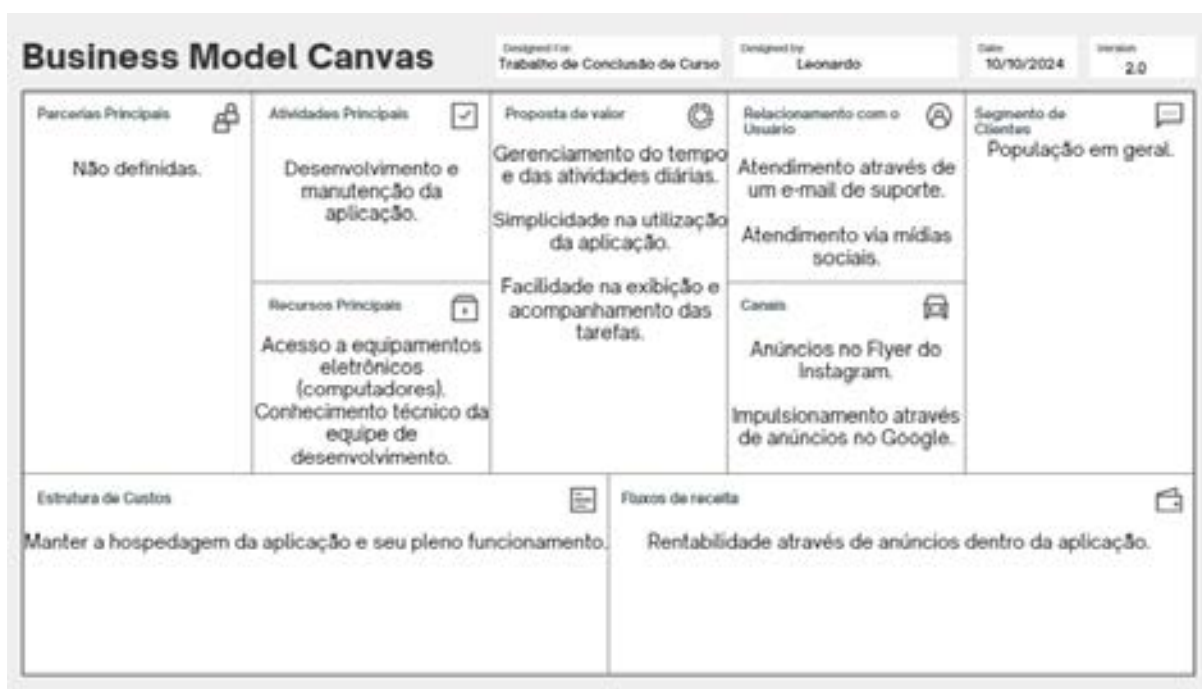 Business Model Canvas
Designed For:
Trabalho de Conclusão de Curso
Designed by:
Leonardo
Date:
10/10/2024
Version:
2.0
Parcerias Principais
Não definidas.
Atividades Principais
Desenvolvimento e
manutenção da
aplicação.
Recursos Principais
Acesso a equipamentos
eletrônicos
(computadores).
Conhecimento técnico da
equipe de
desenvolvimento.
Proposta de valor
Gerenciamento do tempo
e das atividades diárias.
Simplicidade na utilização
da aplicação.
Facilidade na exibição e
acompanhamento das
tarefas.
Relacionamento com o
Usuário
Atendimento através de
um e-mail de suporte.
Atendimento via mídias
sociais.
Canais
Anúncios no Flyer do
Instagram.
Impulsionamento através
de anúncios no Google.
Segmento de
Clientes
População em geral.
Estrutura de Custos
Manter a hospedagem da aplicação e seu pleno funcionamento.
Fluxos de receita
Rentabilidade através de anúncios dentro da aplicação.